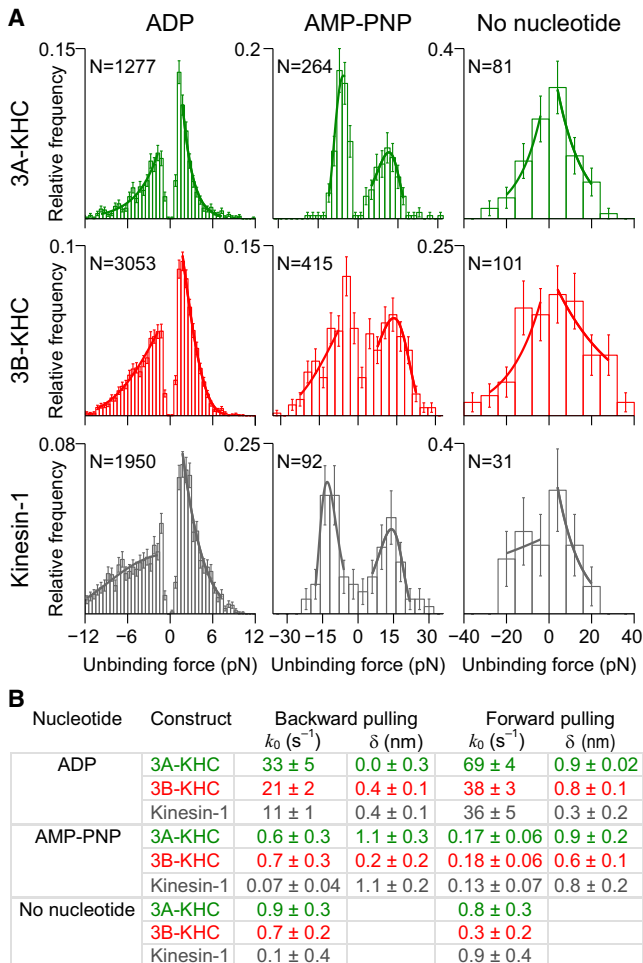 A
ADP AMP-PNP No nucleotide
3A-KHC
Relative frequency
0.15 0.2 0.4
N=1277 N=264 N=81
3B-KHC
Relative frequency
0.1 0.15 0.25
N=3053 N=415 N=101
Kinesin-1
Relative frequency
0.08 0.25 0.4
N=1950 N=92 N=31
−12 −6 0 6 12 −30 −15 0 15 30 −40 −20 0 20 40
Unbinding force (pN) Unbinding force (pN) Unbinding force (pN)
B
Nucleotide Construct Backward pulling Forward pulling
k₀ (s⁻¹) δ (nm) k₀ (s⁻¹) δ (nm)
ADP 3A-KHC 33 ± 5 0.0 ± 0.3 69 ± 4 0.9 ± 0.02
3B-KHC 21 ± 2 0.4 ± 0.1 38 ± 3 0.8 ± 0.1
Kinesin-1 11 ± 1 0.4 ± 0.1 36 ± 5 0.3 ± 0.2
AMP-PNP 3A-KHC 0.6 ± 0.3 1.1 ± 0.3 0.17 ± 0.06 0.9 ± 0.2
3B-KHC 0.7 ± 0.3 0.2 ± 0.2 0.18 ± 0.06 0.6 ± 0.1
Kinesin-1 0.07 ± 0.04 1.1 ± 0.2 0.13 ± 0.07 0.8 ± 0.2
No nucleotide 3A-KHC 0.9 ± 0.3 0.8 ± 0.3
3B-KHC 0.7 ± 0.2 0.3 ± 0.2
Kinesin-1 0.1 ± 0.4 0.9 ± 0.4